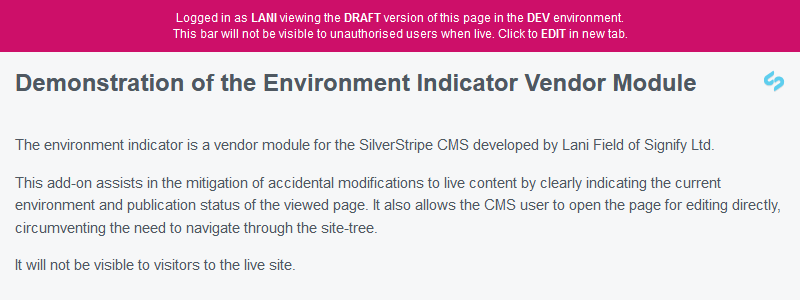 Logged in as LANI viewing the DRAFT version of this page in the DEV environment.
This bar will not be visible to unauthorised users when live. Click to EDIT in new tab.
Demonstration of the Environment Indicator Vendor Module
The environment indicator is a vendor module for the SilverStripe CMS developed by Lani Field of Signify Ltd.
This add-on assists in the mitigation of accidental modifications to live content by clearly indicating the current
environment and publication status of the viewed page. It also allows the CMS user to open the page for editing directly,
circumventing the need to navigate through the site-tree.
It will not be visible to visitors to the live site.